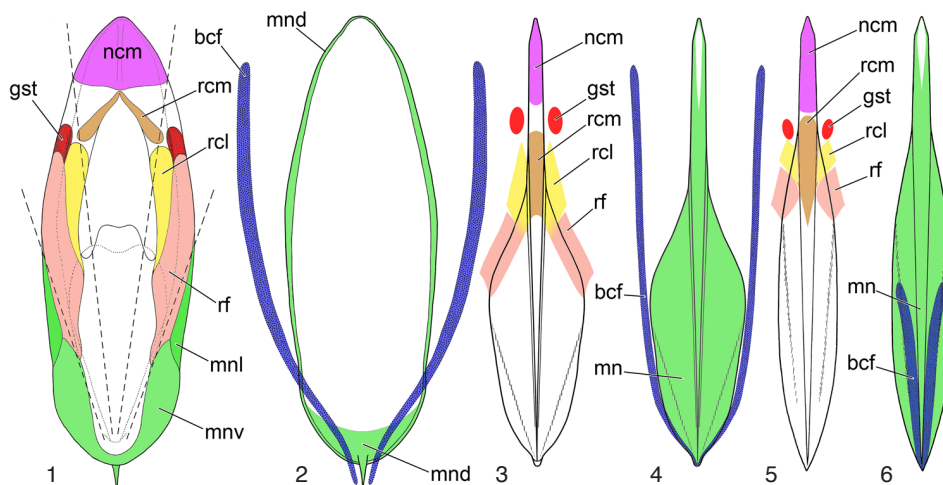 ncm
gst
rcm
rcl
rf
mnl
mnv
1
bcf
mnd
mnd
2
ncm
gst
rcm
rcl
rf
3
bcf
mn
4
ncm
rcm
gst
rcl
rf
5
mn
bcf
6